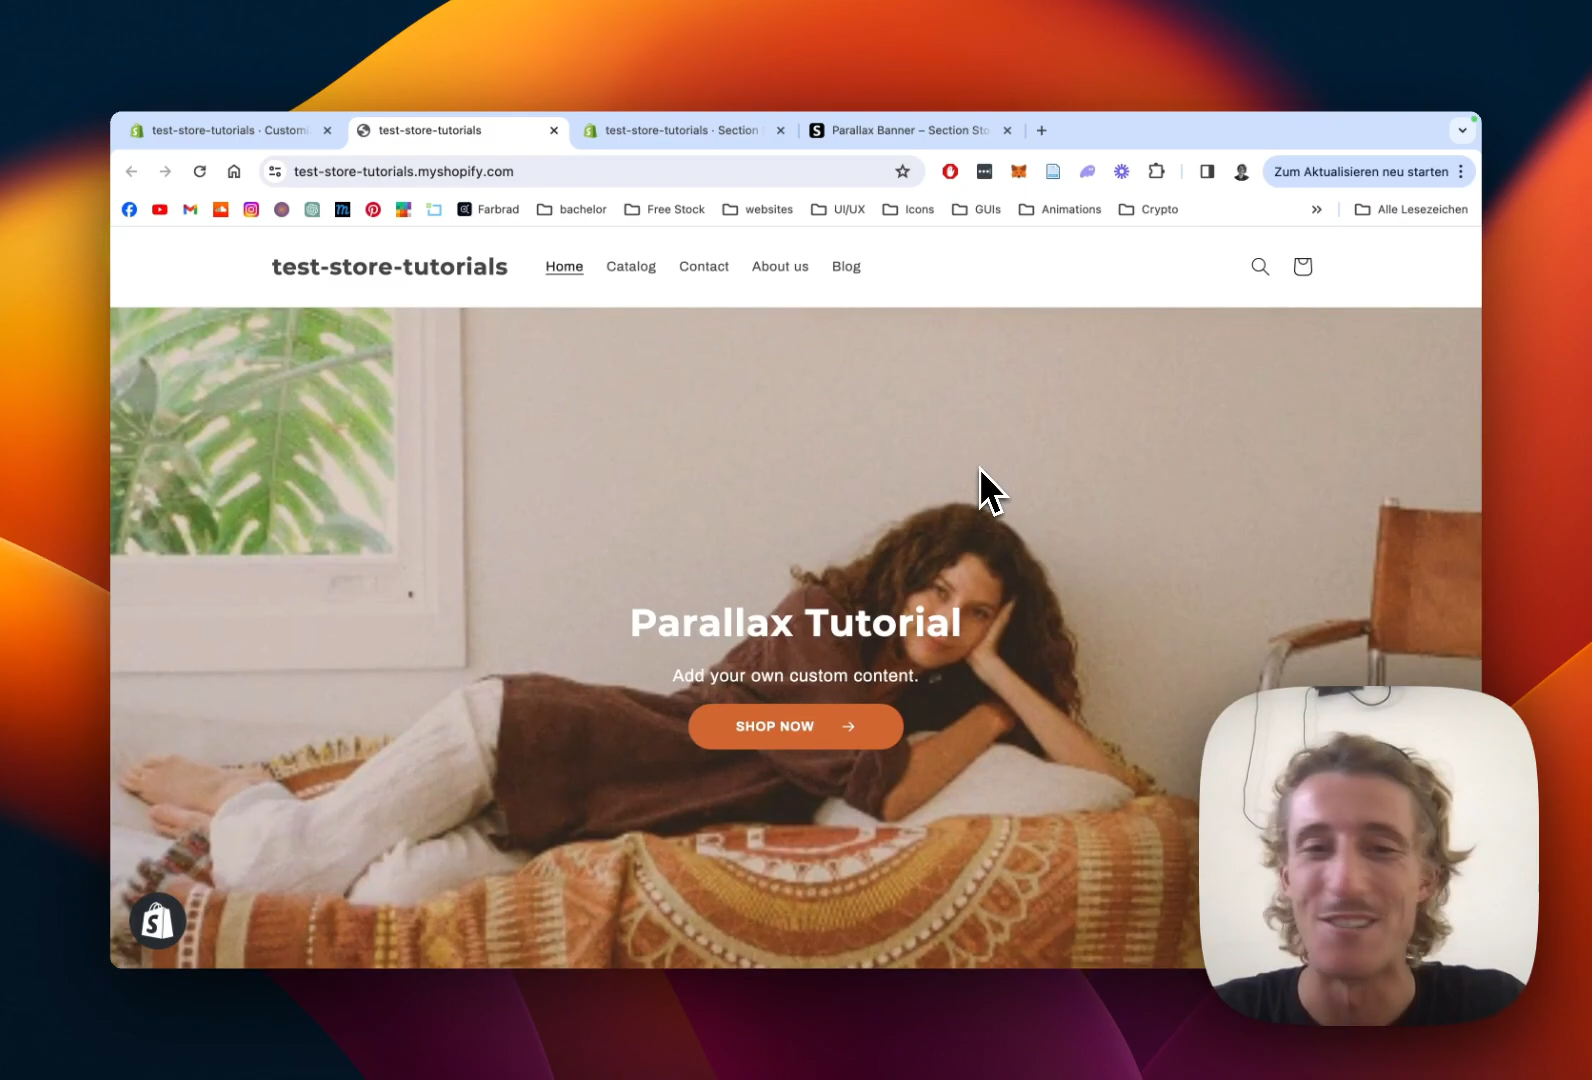 test-store-tutorials · Customi
test-store-tutorials
test-store-tutorials · Section
Parallax Banner – Section Sto
test-store-tutorials.myshopify.com
Zum Aktualisieren neu starten
Farbrad
bachelor
Free Stock
websites
UI/UX
Icons
GUIs
Animations
Crypto
Alle Lesezeichen
test-store-tutorials
Home
Catalog
Contact
About us
Blog
Parallax Tutorial
Add your own custom content.
SHOP NOW